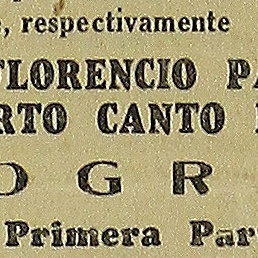 , respectivamente
FLORENCIO PA
RTO CANTO
O G R
Primera Par